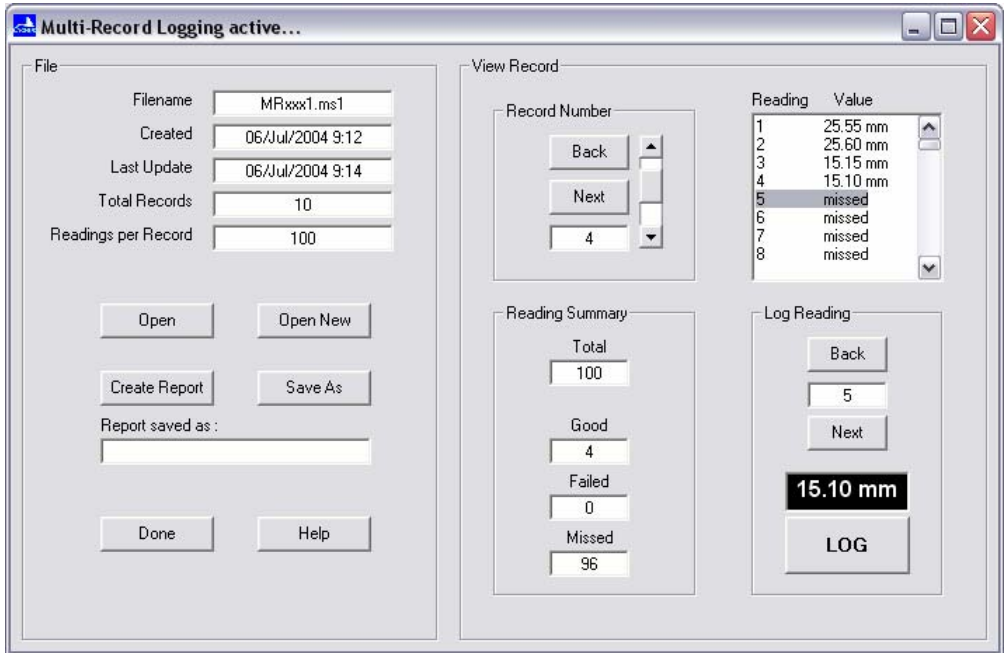 Multi-Record Logging active...
File
Filename MRxxx1.ms1
Created 06/Jul/2004 9:12
Last Update 06/Jul/2004 9:14
Total Records 10
Readings per Record 100
Open Open New
Create Report Save As
Report saved as :
Done Help
View Record
Record Number
Back
Next
4
Reading Value
1 25.55 mm
2 25.60 mm
3 15.15 mm
4 15.10 mm
5 missed
6 missed
7 missed
8 missed
Reading Summary
Total
100
Good
4
Failed
0
Missed
96
Log Reading
Back
5
Next
15.10 mm
LOG